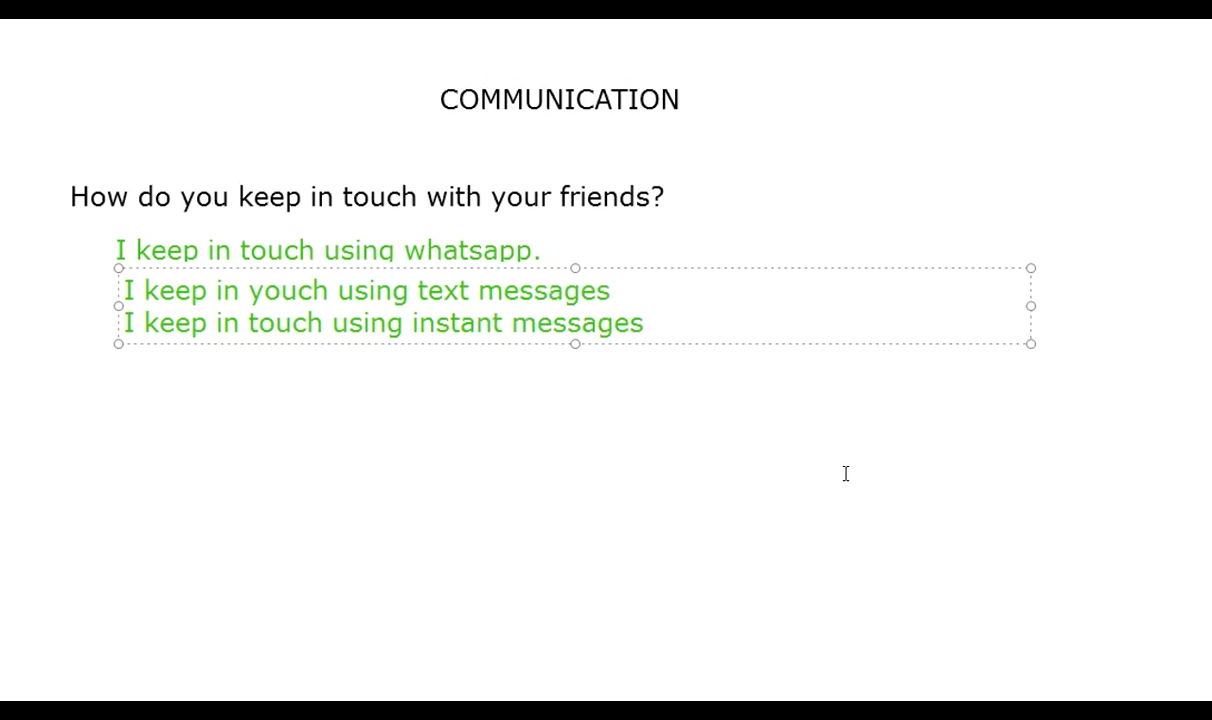 COMMUNICATION
How do you keep in touch with your friends?
I keep in touch using whatsapp.
I keep in youch using text messages
I keep in touch using instant messages